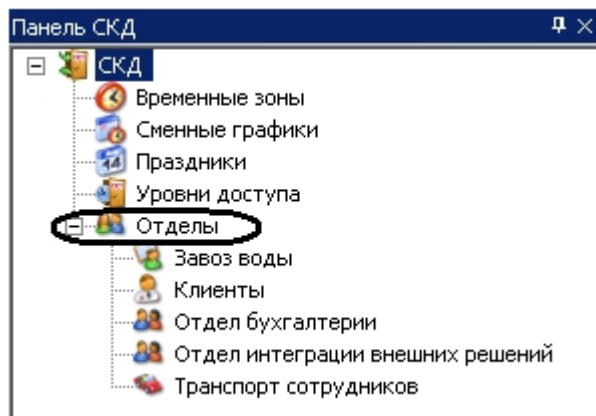 Панель СКД
СКД
Временные зоны
Сменные графики
Праздники
Уровни доступа
Отделы
Завоз воды
Клиенты
Отдел бухгалтерии
Отдел интеграции внешних решений
Транспорт сотрудников